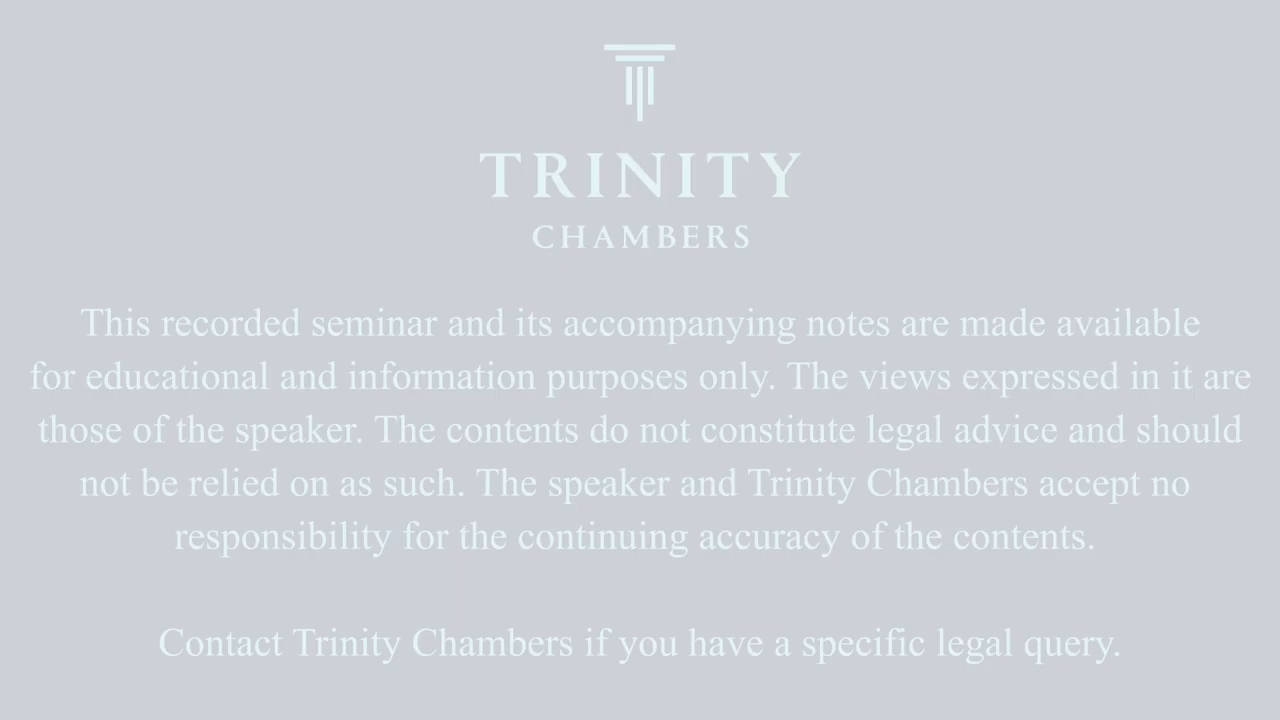 TRINITY
CHAMBERS
This recorded seminar and its accompanying notes are made available
for educational and information purposes only. The views expressed in it are
those of the speaker. The contents do not constitute legal advice and should
not be relied on as such. The speaker and Trinity Chambers accept no
responsibility for the continuing accuracy of the contents.
Contact Trinity Chambers if you have a specific legal query.